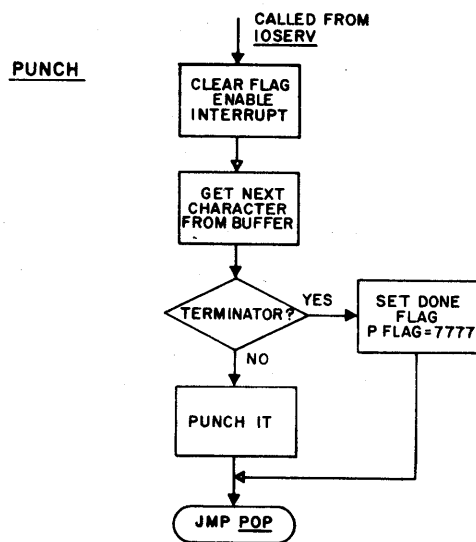 CALLED FROM
IOSERV
PUNCH
CLEAR FLAG
ENABLE
INTERRUPT
GET NEXT
CHARACTER
FROM BUFFER
TERMINATOR?
YES
SET DONE
FLAG
P FLAG=7777
NO
PUNCH IT
JMP POP